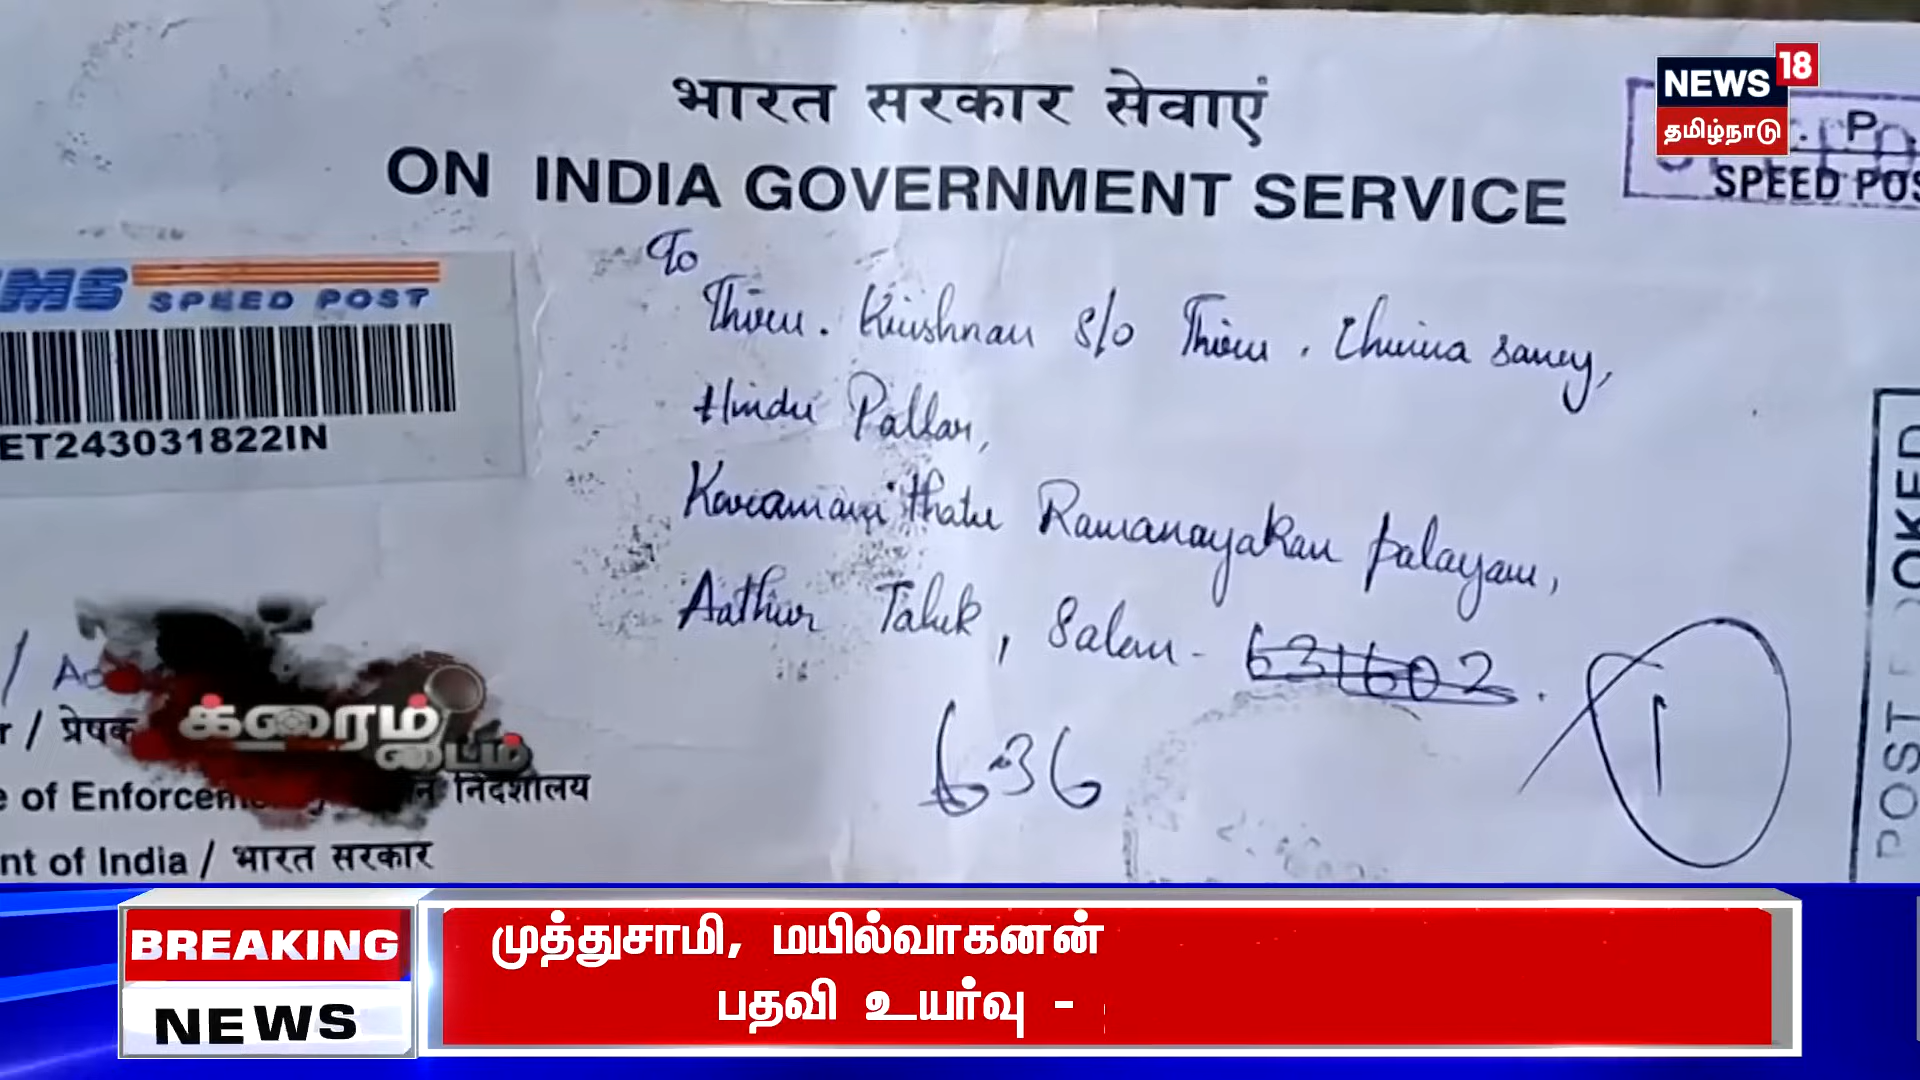 भारत सरकार सेवाएं
ON INDIA GOVERNMENT SERVICE
NEWS 18
தமிழ்நாடு
SPEED POS
To
Thiru. Krishnan S/o Thiru. Chinna samy,
Hindu Pallar,
Ramanayakan palayam,
Aathur Taluk, Salem - 631602.
636
1
SPEED POST
ET243031822IN
க்ரைம் டைம்
/ प्रेषक
of Enforcem निदेशालय
nt of India / भारत सरकार
POST
OKED
BREAKING
NEWS
முத்துசாமி, மயில்வாகனன்
பதவி உயர்வு -